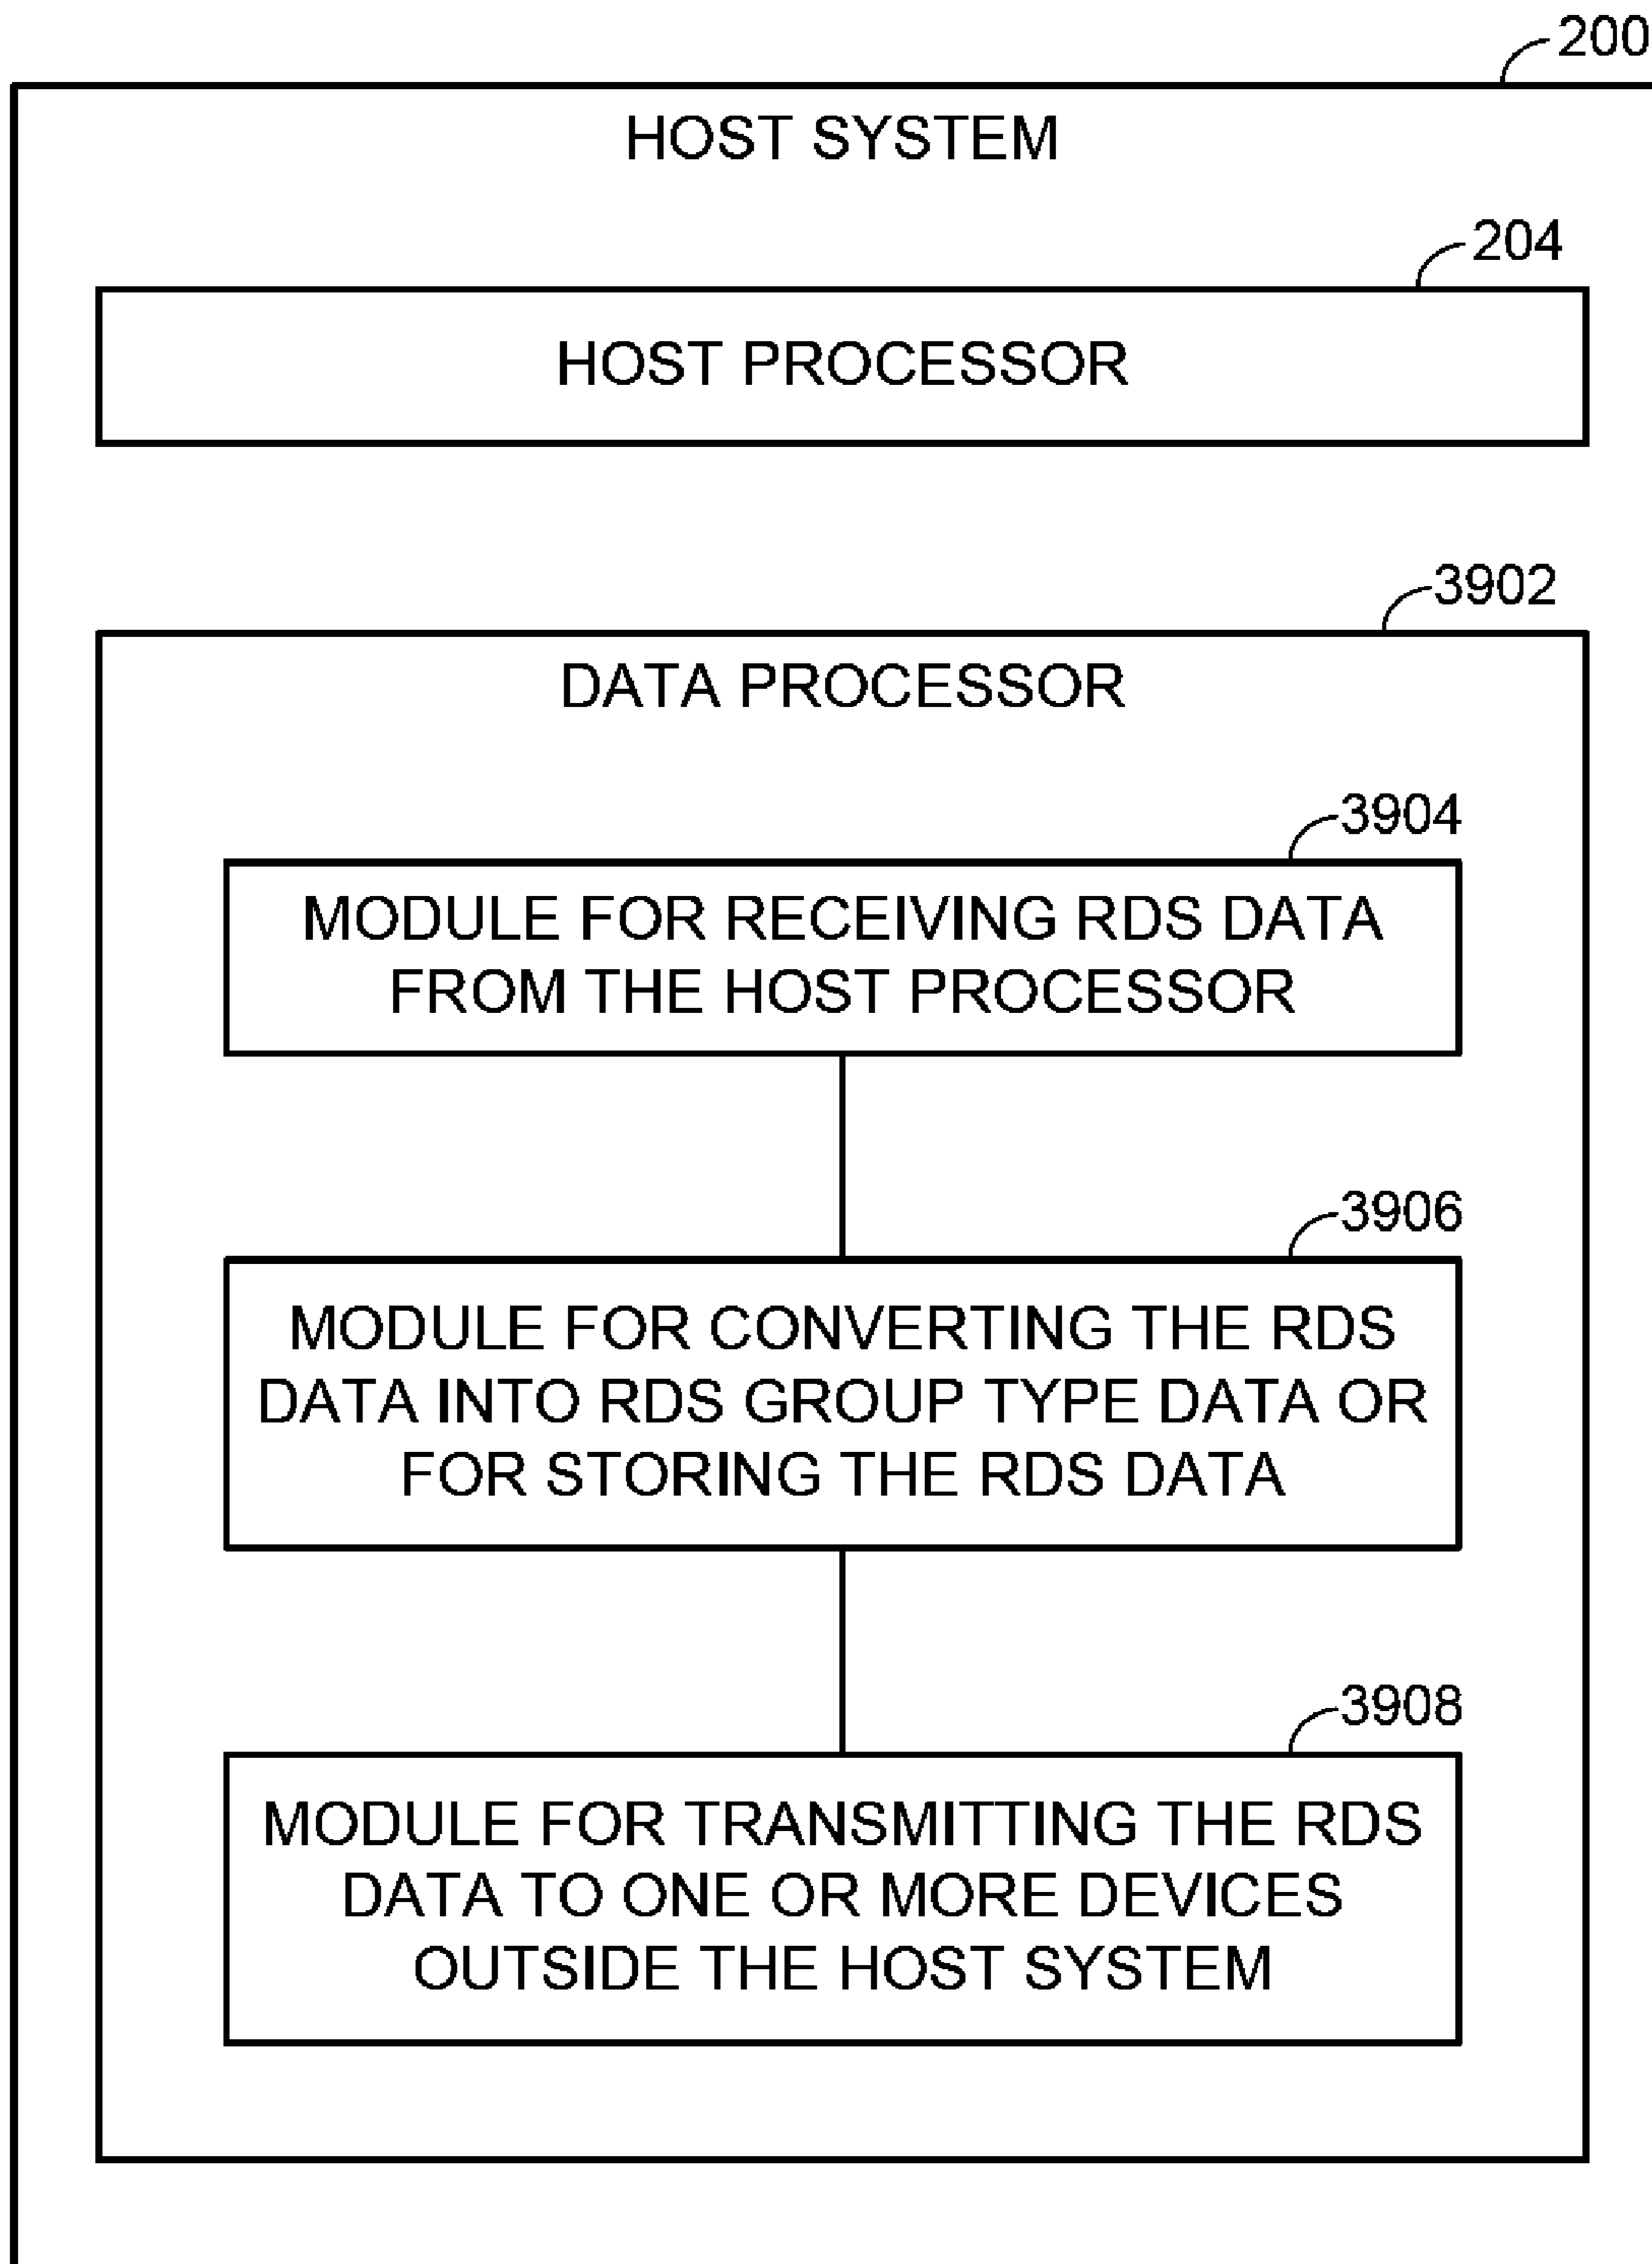 200
HOST SYSTEM
204
HOST PROCESSOR
3902
DATA PROCESSOR
3904
MODULE FOR RECEIVING RDS DATA
FROM THE HOST PROCESSOR
3906
MODULE FOR CONVERTING THE RDS
DATA INTO RDS GROUP TYPE DATA OR
FOR STORING THE RDS DATA
3908
MODULE FOR TRANSMITTING THE RDS
DATA TO ONE OR MORE DEVICES
OUTSIDE THE HOST SYSTEM